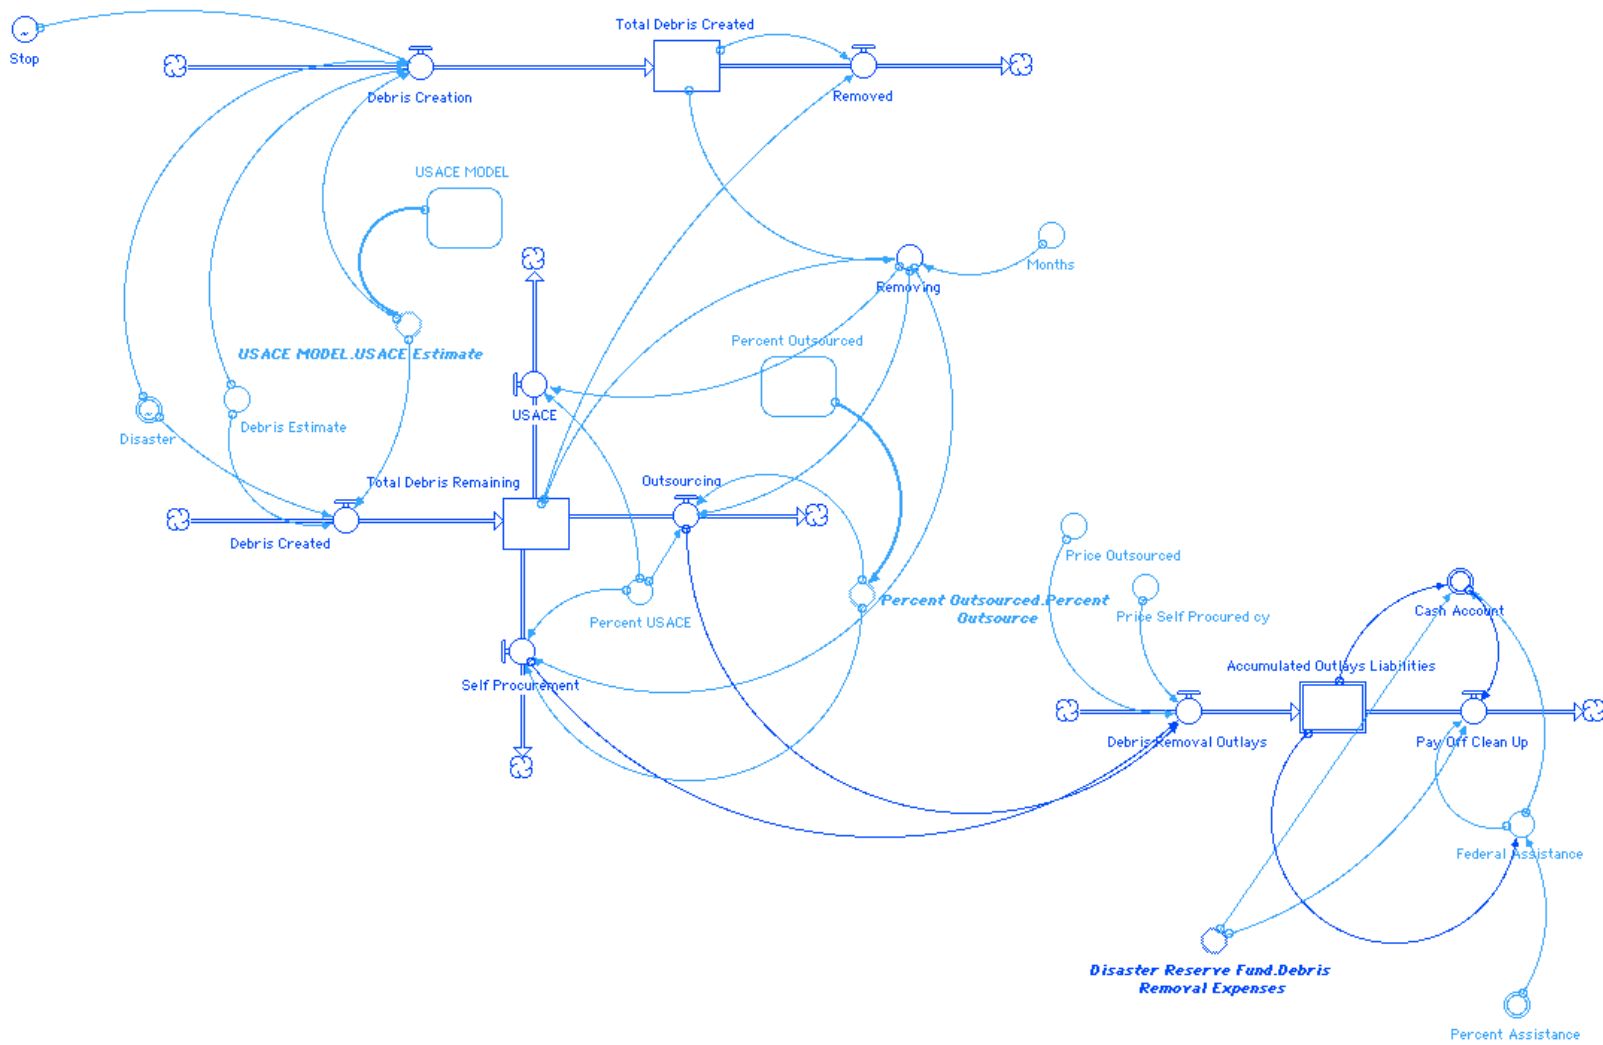 Total Debris Created
Stop
Debris Creation
Removed
USACE MODEL
Months
Removing
Percent Outsourced
USACE MODEL.USACE Estimate
USACE
Debris Estimate
Disaster
Total Debris Remaining
Outsourcing
Debris Created
Price Outsourced
Percent Outsourced.Percent
Outsource
Cash Account
Price Self Procured cy
Percent USACE
Accumulated Outlays Liabilities
Self Procurement
Debris Removal Outlays
Pay Off Clean Up
Federal Assistance
Disaster Reserve Fund.Debris
Removal Expenses
Percent Assistance